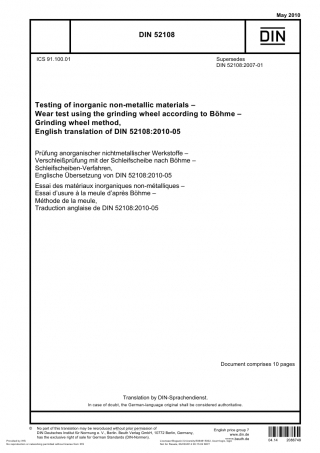 May 2010
DIN 52108
DIN
ICS 91.100.01
Supersedes
DIN 52108:2007-01
Testing of inorganic non-metallic materials –
Wear test using the grinding wheel according to Böhme –
Grinding wheel method,
English translation of DIN 52108:2010-05
Prüfung anorganischer nichtmetallischer Werkstoffe –
Verschleißprüfung mit der Schleifscheibe nach Böhme –
Schleifscheiben-Verfahren,
Englische Übersetzung von DIN 52108:2010-05
Essai des matériaux inorganiques non-métalliques –
Essai d'usure à la meule d'après Böhme –
Méthode de la meule,
Traduction anglaise de DIN 52108:2010-05
Document comprises 10 pages
Translation by DIN-Sprachendienst.
In case of doubt, the German-language original shall be considered authoritative.
© No part of this translation may be reproduced without prior permission of
DIN Deutsches Institut für Normung e. V., Berlin. Beuth Verlag GmbH, 10772 Berlin, Germany,
has the exclusive right of sale for German Standards (DIN-Normen).
English price group 7
www.din.de
www.beuth.de